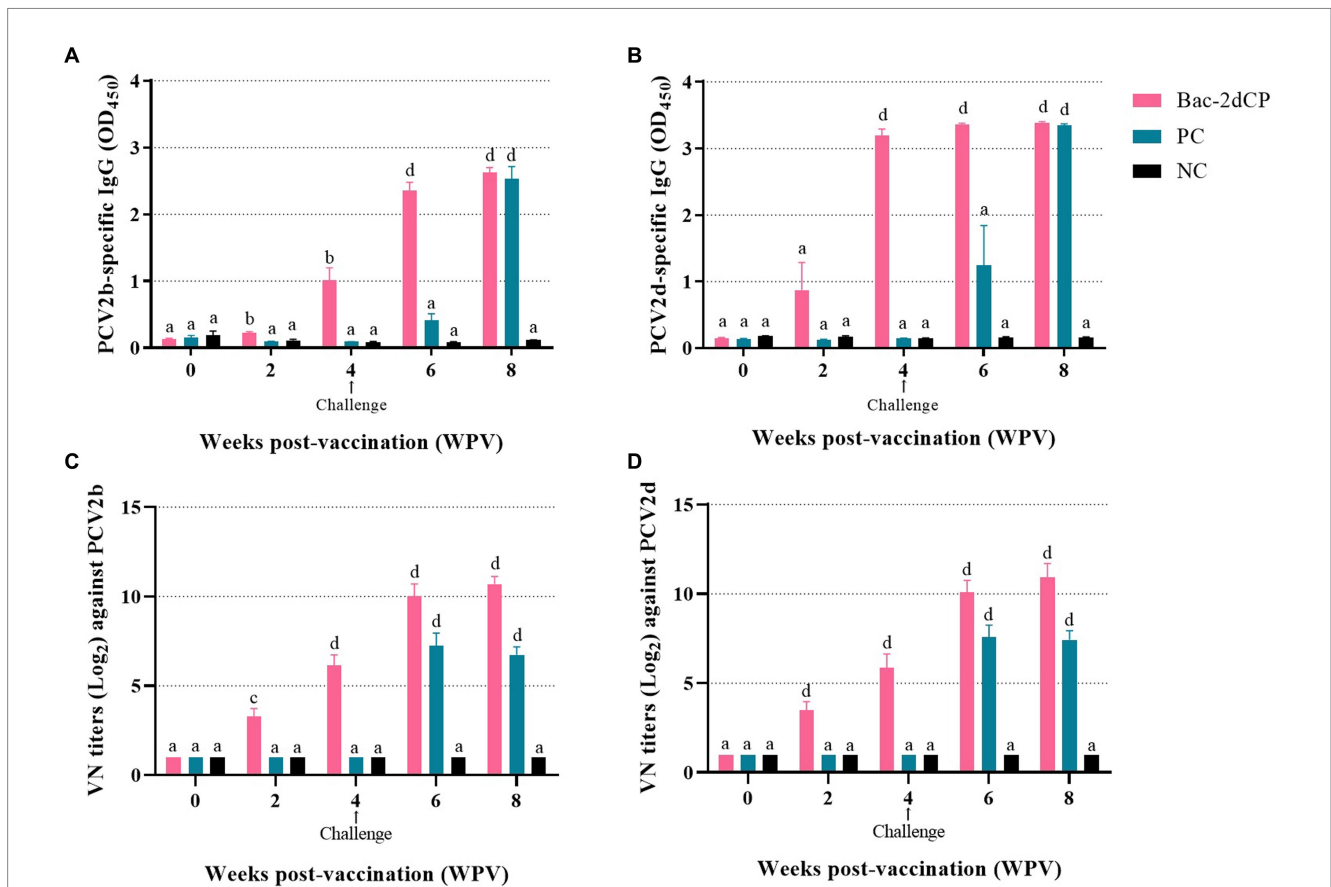 A
PCV2b-specific IgG (OD450)
4
3
2
1
0
a a a
b a a
b a a
d a a
d d a
0 2 4 6 8
↑
Challenge
Weeks post-vaccination (WPV)
B
PCV2d-specific IgG (OD450)
4
3
2
1
0
a a a
a a a
d a a
d a a
d d a
0 2 4 6 8
↑
Challenge
Weeks post-vaccination (WPV)
Bac-2dCP
PC
NC
C
VN titers (Log2) against PCV2b
15
10
5
0
a a a
c a a
d a a
d d a
d d a
0 2 4 6 8
↑
Challenge
Weeks post-vaccination (WPV)
D
VN titers (Log2) against PCV2d
15
10
5
0
a a a
d a a
d a a
d d a
d d a
0 2 4 6 8
↑
Challenge
Weeks post-vaccination (WPV)